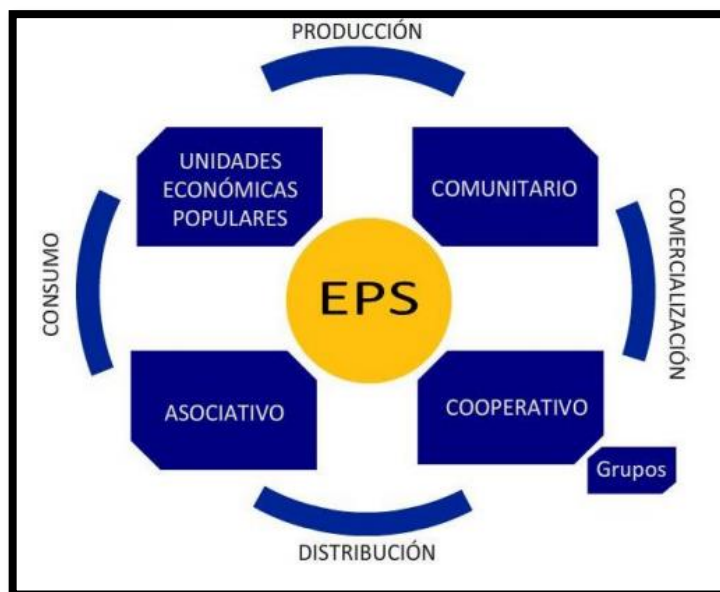 PRODUCCIÓN
UNIDADES
ECONÓMICAS
POPULARES
COMUNITARIO
CONSUMO
EPS
COMERCIALIZACIÓN
ASOCIATIVO
COOPERATIVO
Grupos
DISTRIBUCIÓN